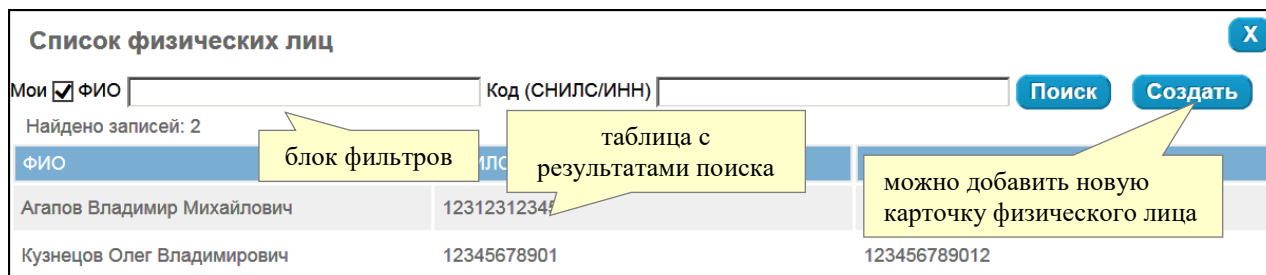 Список физических лиц
X
Мои ФИО Код (СНИЛС/ИНН) Поиск Создать
Найдено записей: 2
блок фильтров
таблица с
результатами поиска
можно добавить новую
карточку физического лица
ФИО
Агапов Владимир Михайлович 1231231234
Кузнецов Олег Владимирович 12345678901 123456789012